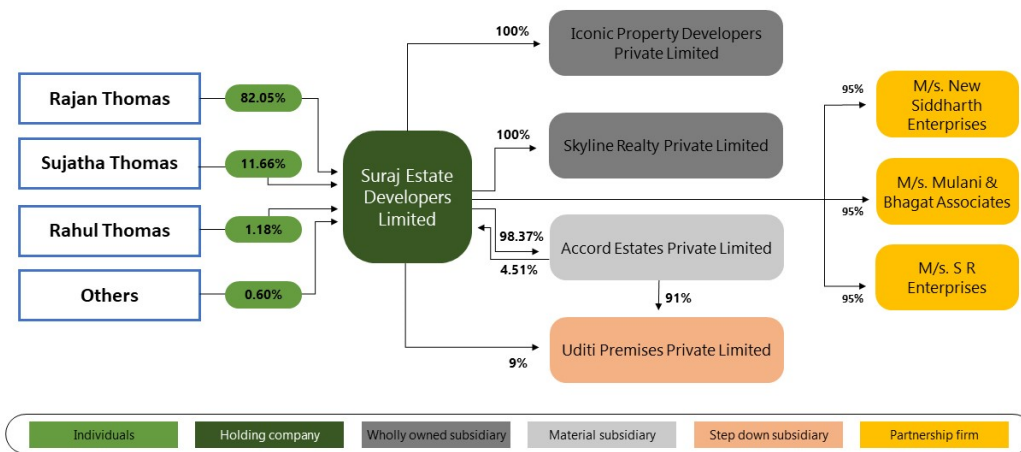 Rajan Thomas
82.05%
Sujatha Thomas
11.66%
Rahul Thomas
1.18%
Others
0.60%
Suraj Estate
Developers
Limited
100%
Iconic Property Developers
Private Limited
100%
Skyline Realty Private Limited
98.37%
4.51%
Accord Estates Private Limited
91%
Uditi Premises Private Limited
9%
95%
M/s. New
Siddharth
Enterprises
95%
M/s. Mulani &
Bhagat Associates
95%
M/s. S R
Enterprises
Individuals
Holding company
Wholly owned subsidiary
Material subsidiary
Step down subsidiary
Partnership firm